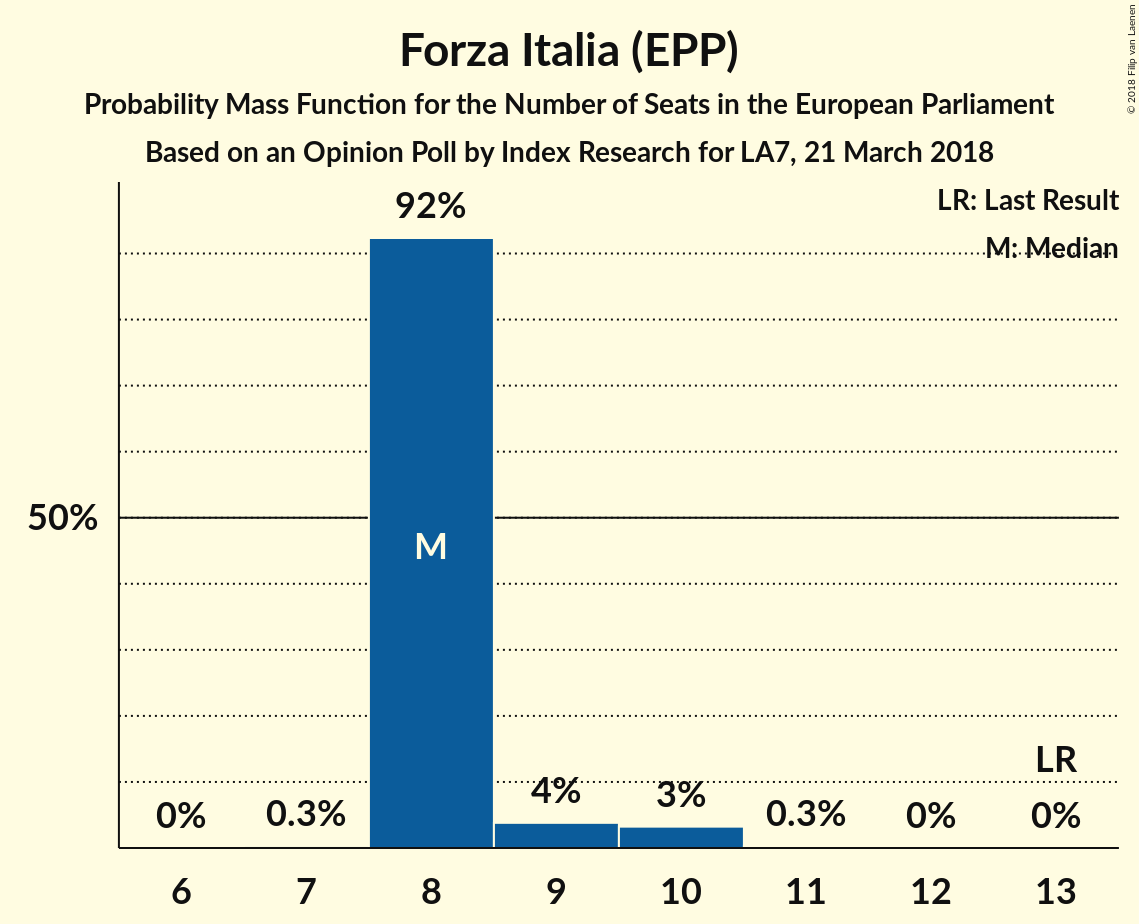 Forza Italia (EPP)
Probability Mass Function for the Number of Seats in the European Parliament
Based on an Opinion Poll by Index Research for LA7, 21 March 2018
© 2018 Filip van Laenen
LR: Last Result
M: Median
92%
50%
M
LR
0%
0.3%
4%
3%
0.3%
0%
0%
6 7 8 9 10 11 12 13